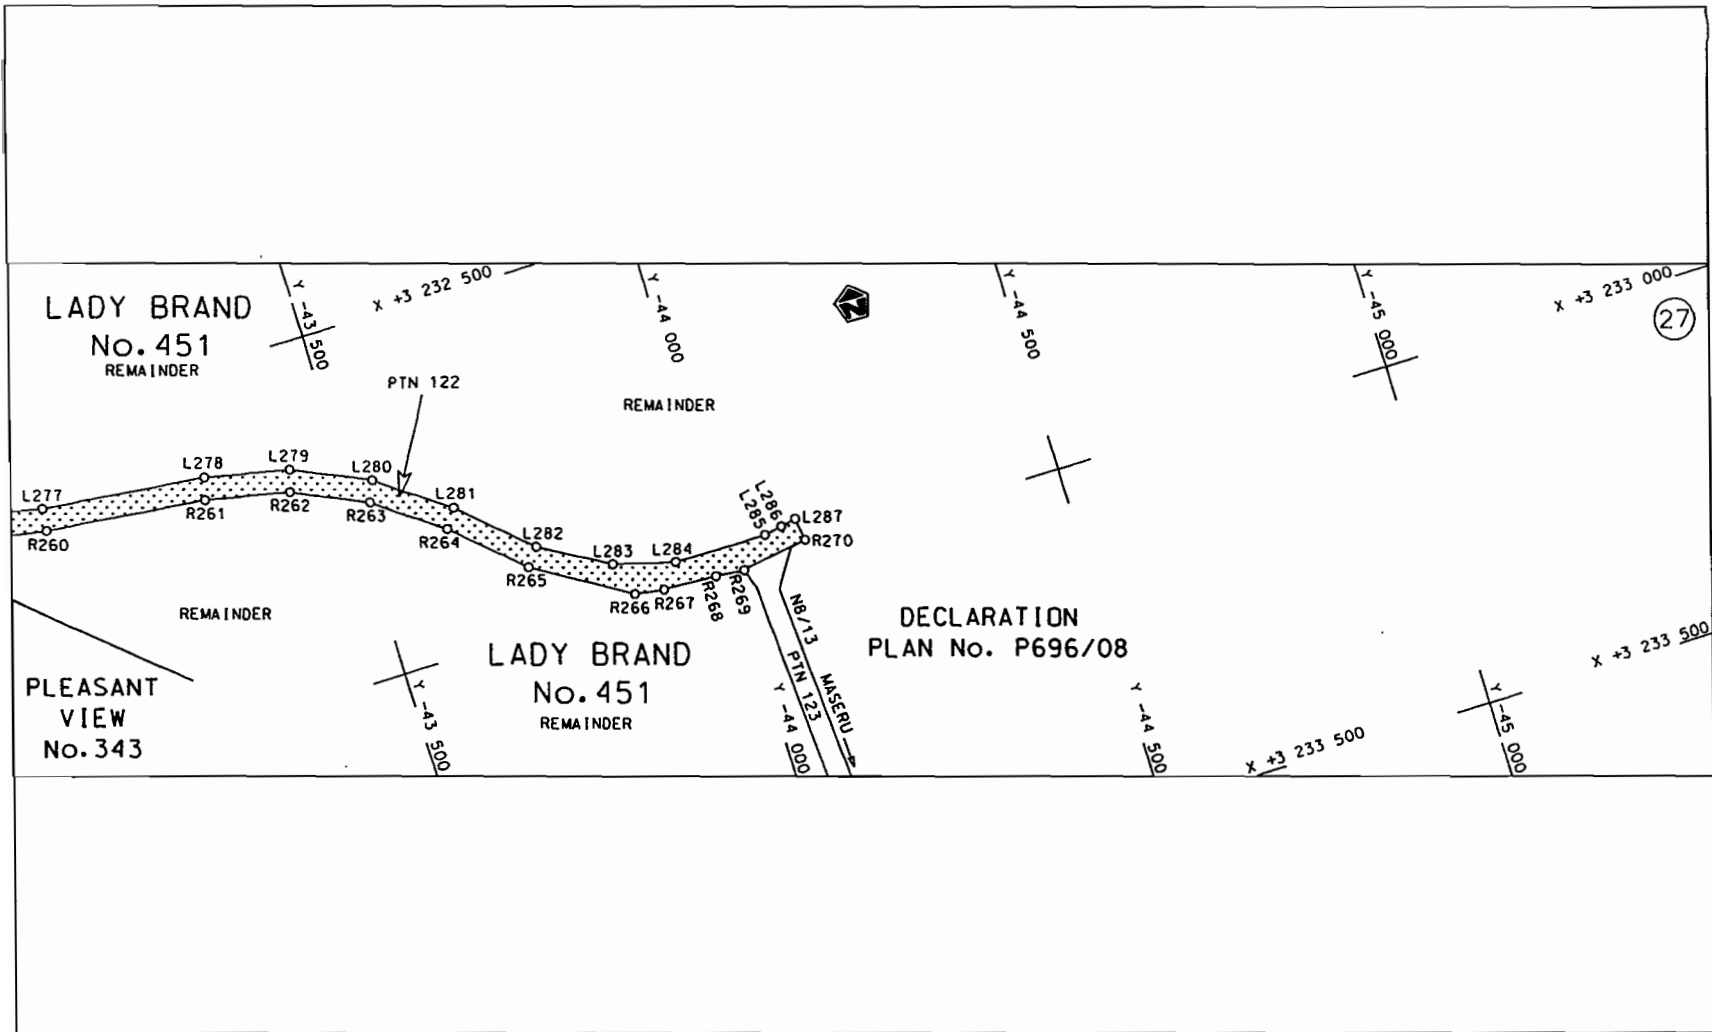 LADY BRAND
No. 451
REMAINDER
Y -43 500
X +3 232 500
Y -44 000
N
Y -44 500
Y -45 000
X +3 233 000
27
PTN 122
REMAINDER
L277
L278
L279
L280
L281
L282
L283
L284
L285
L286
L287
R260
R261
R262
R263
R264
R265
R266
R267
R268
R269
R270
REMAINDER
PLEASANT
VIEW
No. 343
Y -43 500
LADY BRAND
No. 451
REMAINDER
Y -44 000
PTN 123
N8/13 MASERU
DECLARATION
PLAN No. P696/08
Y -44 500
X +3 233 500
Y -45 000
X +3 233 500